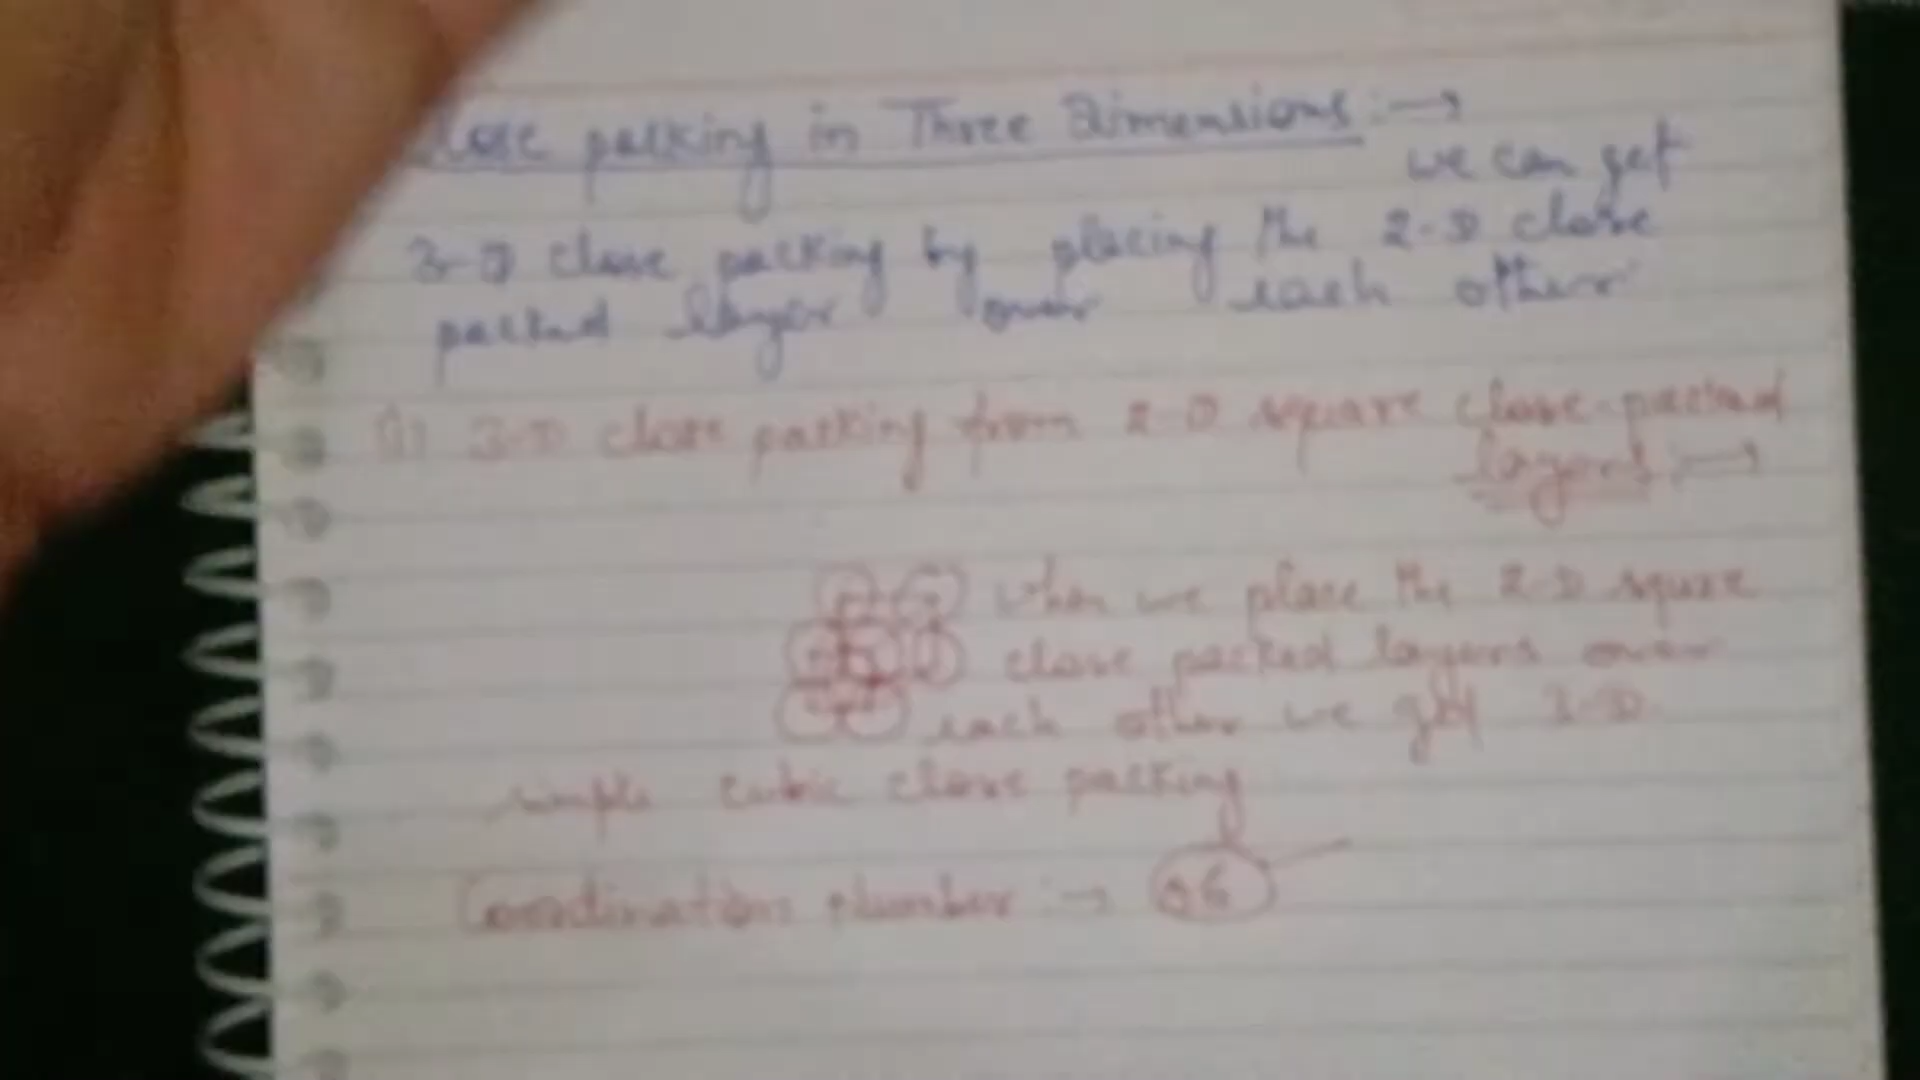 lose packing in Three Dimensions :→
we can get
3-D close packing by placing the 2-D close
packed layer over each other
3-D close packing from 2-D square close-packed
layers :→
when we place the 2-D squre
close packed layers over
each other we get 3-D
simple cubic close packing
Coordination number :→ 6